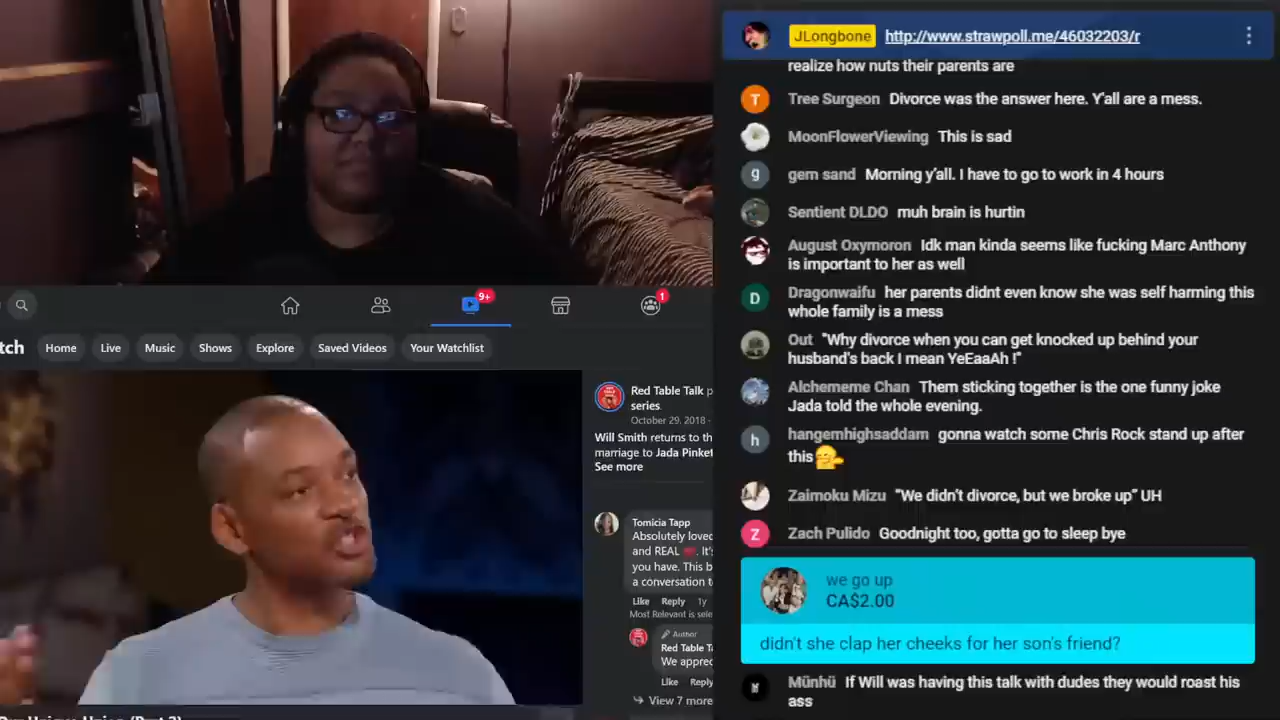 JLongbone http://www.strawpoll.me/46032203/r
realize how nuts their parents are
T Tree Surgeon Divorce was the answer here. Y'all are a mess.
MoonFlowerViewing This is sad
g gem sand Morning y'all. I have to go to work in 4 hours
Sentient DLDO muh brain is hurtin
August Oxymoron Idk man kinda seems like fucking Marc Anthony
is important to her as well
D Dragonwaifu her parents didnt even know she was self harming this
whole family is a mess
Out "Why divorce when you can get knocked up behind your
husband's back I mean YeEaaAh !"
Alchememe Chan Them sticking together is the one funny joke
Jada told the whole evening.
h hangemhighsaddam gonna watch some Chris Rock stand up after
this
Zaimoku Mizu "We didn't divorce, but we broke up" UH
Z Zach Pulido Goodnight too, gotta go to sleep bye
we go up
CA$2.00
didn't she clap her cheeks for her son's friend?
Münhü If Will was having this talk with dudes they would roast his
ass
9+
1
tch Home Live Music Shows Explore Saved Videos Your Watchlist
Red Table Talk p
series.
October 29, 2018 ·
Will Smith returns to th
marriage to Jada Pinket
See more
Tomicia Tapp
Absolutely loved
and REAL It's
you have. This b
a conversation t
Like Reply 1y
Most Relevant is sele
Author
Red Table Ta
We apprec
Like Reply
View 7 more